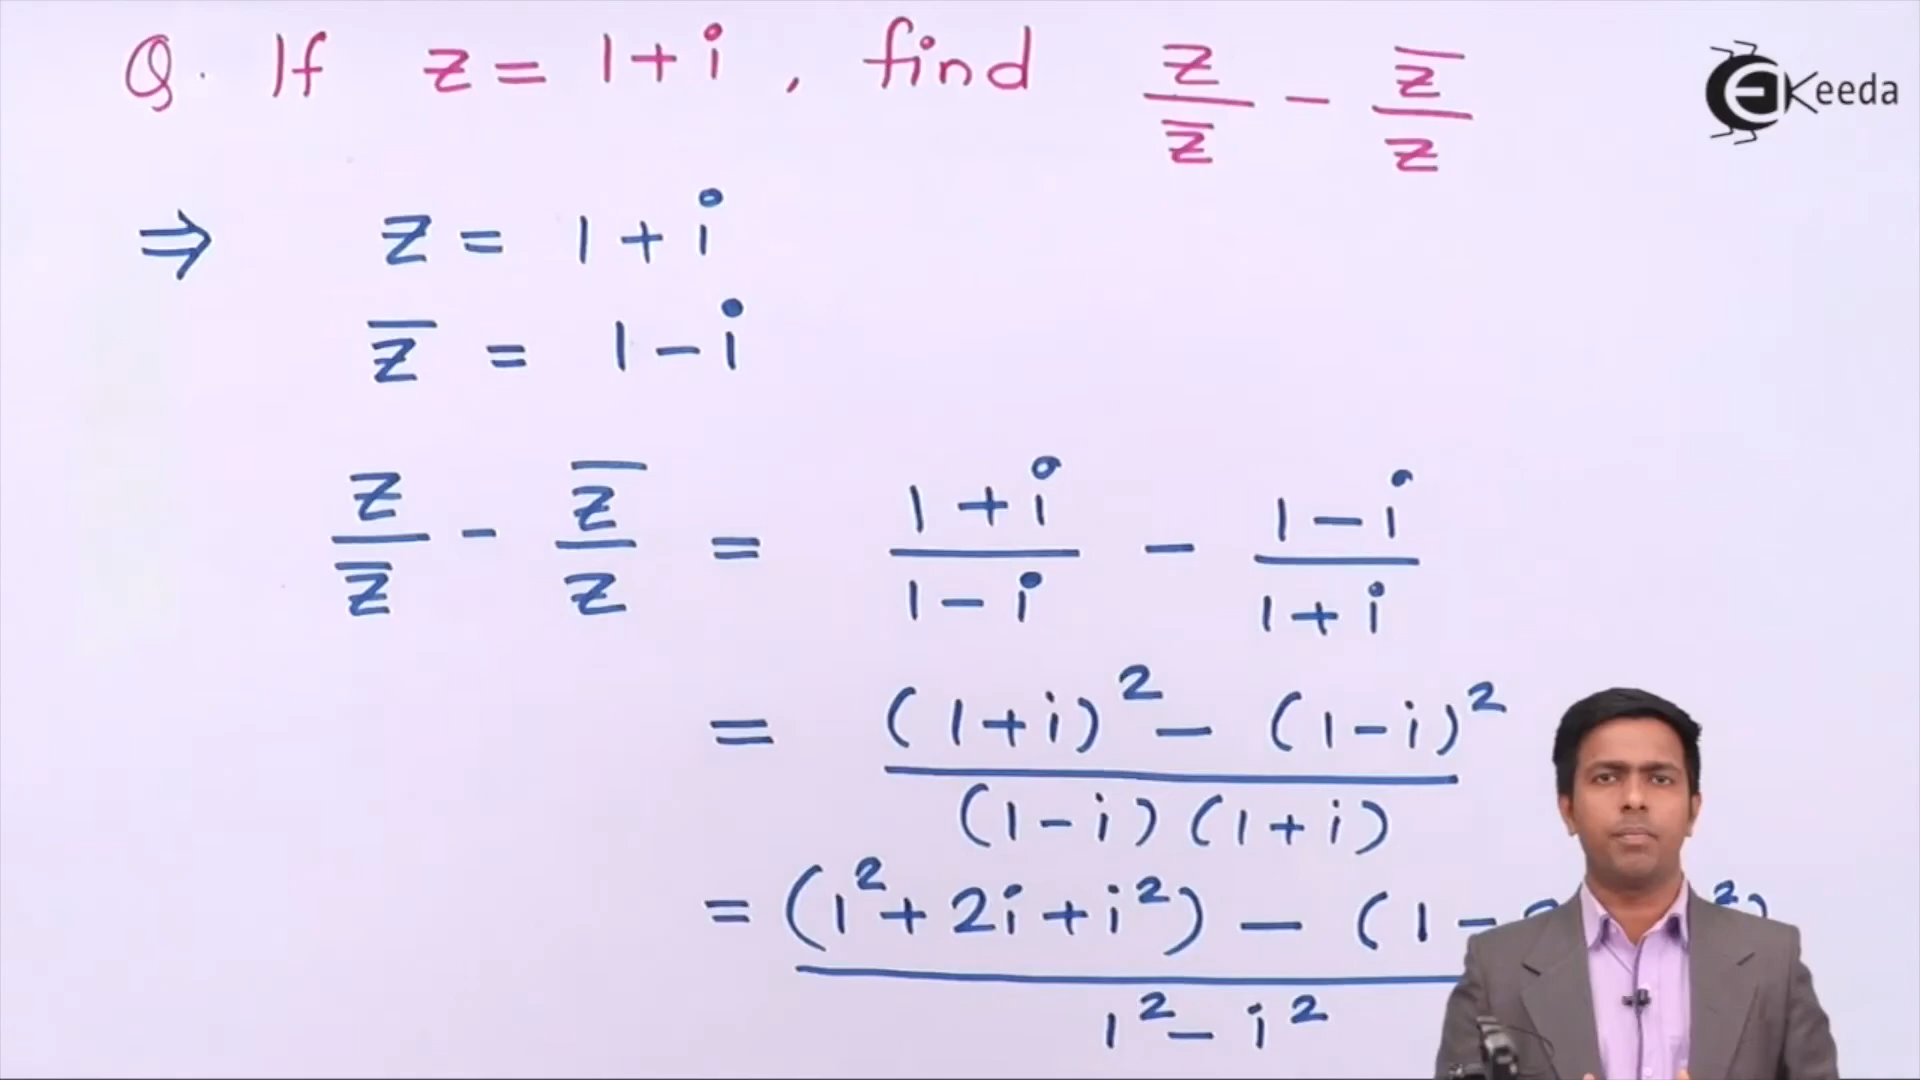 Q. If z = 1+i , find z/z̅ − z̅/z
Keeda
⇒ z = 1+i
z̅ = 1−i
z/z̅ − z̅/z = 1+i/1−i − 1−i/1+i
= (1+i)² − (1−i)²/(1−i)(1+i)
= (1²+2i+i²) − (1− ²)/1²−i²